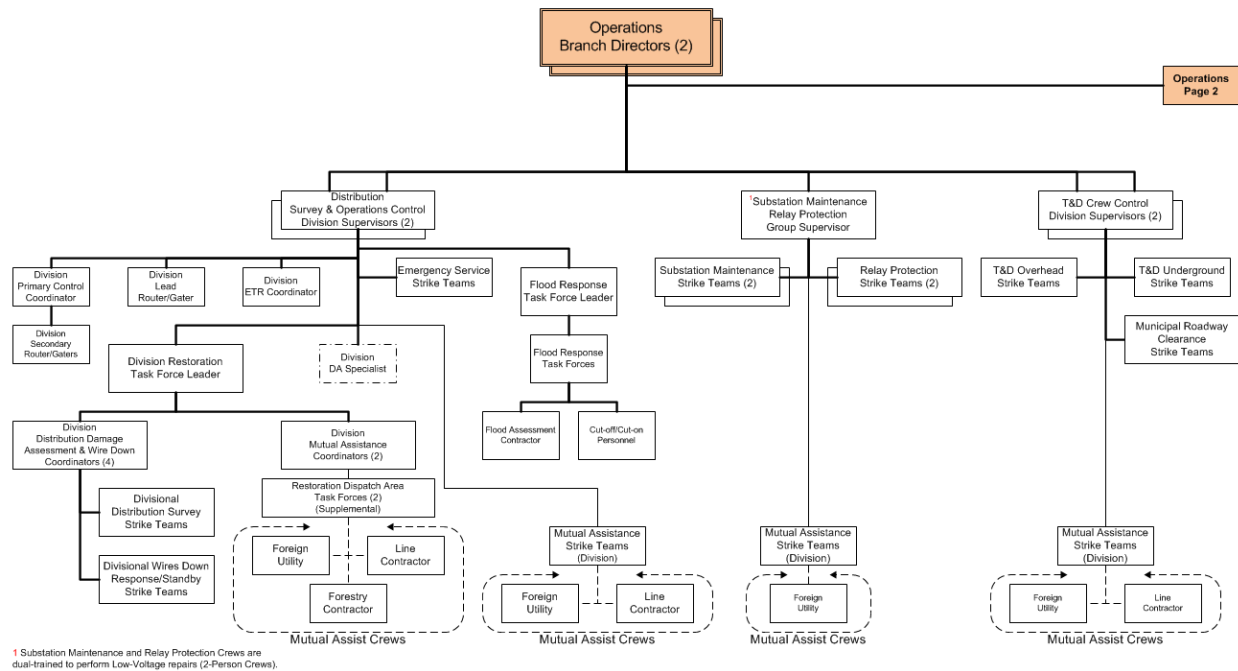 Operations
Branch Directors (2)
Operations
Page 2
Distribution
Survey & Operations Control
Division Supervisors (2)
1Substation Maintenance
Relay Protection
Group Supervisor
T&D Crew Control
Division Supervisors (2)
Division
Primary Control
Coordinator
Division
Lead
Router/Gater
Division
ETR Coordinator
Emergency Service
Strike Teams
Flood Response
Task Force Leader
Substation Maintenance
Strike Teams (2)
Relay Protection
Strike Teams (2)
T&D Overhead
Strike Teams
T&D Underground
Strike Teams
Division
Secondary
Router/Gaters
Division Restoration
Task Force Leader
Division
DA Specialist
Flood Response
Task Forces
Municipal Roadway
Clearance
Strike Teams
Division
Distribution Damage
Assessment & Wire Down
Coordinators (4)
Division
Mutual Assistance
Coordinators (2)
Flood Assessment
Contractor
Cut-off/Cut-on
Personnel
Restoration Dispatch Area
Task Forces (2)
(Supplemental)
Divisional
Distribution Survey
Strike Teams
Divisional Wires Down
Response/Standby
Strike Teams
Foreign
Utility
Line
Contractor
Forestry
Contractor
Mutual Assist Crews
Mutual Assistance
Strike Teams
(Division)
Foreign
Utility
Line
Contractor
Mutual Assist Crews
Mutual Assistance
Strike Teams
(Division)
Foreign
Utility
Mutual Assist Crews
Mutual Assistance
Strike Teams
(Division)
Foreign
Utility
Line
Contractor
Mutual Assist Crews
1 Substation Maintenance and Relay Protection Crews are
dual-trained to perform Low-Voltage repairs (2-Person Crews).